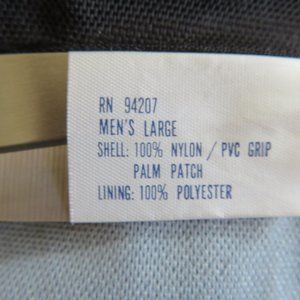 RN 94207
MEN'S LARGE
SHELL: 100% NYLON / PVC GRIP
PALM PATCH
LINING: 100% POLYESTER